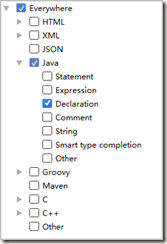 Everywhere
HTML
XML
JSON
Java
Statement
Expression
Declaration
Comment
String
Smart type completion
Other
Groovy
Maven
C
C++
Other